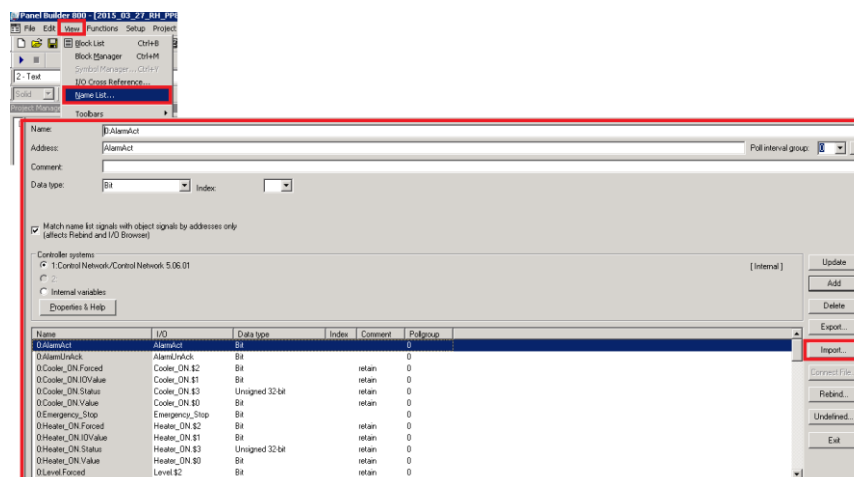 Panel Builder 800 - [2015_03_27_RH_PPB
File Edit View Functions Setup Project
Block List Ctrl+B
Block Manager Ctrl+M
Symbol Manager... Ctrl+Y
I/O Cross Reference...
Name List...
Toolbars
2 - Text
Solid
Project Manage
Name: 0:AlarmAct
Address: AlarmAct Poll interval group: 0
Comment:
Data type: Bit Index:
Match name list signals with object signals by addresses only
(affects Rebind and I/O Browser)
Controller systems
1:Control Network/Control Network 5.06.01 [Internal]
2:
Internal variables
Properties & Help
Update
Add
Delete
Export...
Import...
Connect File...
Rebind...
Undefined...
Exit
Name I/O Data type Index Comment Pollgroup
0:AlarmAct AlarmAct Bit 0
0:AlarmUnAck AlarmUnAck Bit 0
0:Cooler_ON.Forced Cooler_ON.$2 Bit retain 0
0:Cooler_ON.IOValue Cooler_ON.$1 Bit retain 0
0:Cooler_ON.Status Cooler_ON.$3 Unsigned 32-bit retain 0
0:Cooler_ON.Value Cooler_ON.$0 Bit retain 0
0:Emergency_Stop Emergency_Stop Bit 0
0:Heater_ON.Forced Heater_ON.$2 Bit retain 0
0:Heater_ON.IOValue Heater_ON.$1 Bit retain 0
0:Heater_ON.Status Heater_ON.$3 Unsigned 32-bit retain 0
0:Heater_ON.Value Heater_ON.$0 Bit retain 0
0:Level.Forced Level.$2 Bit retain 0